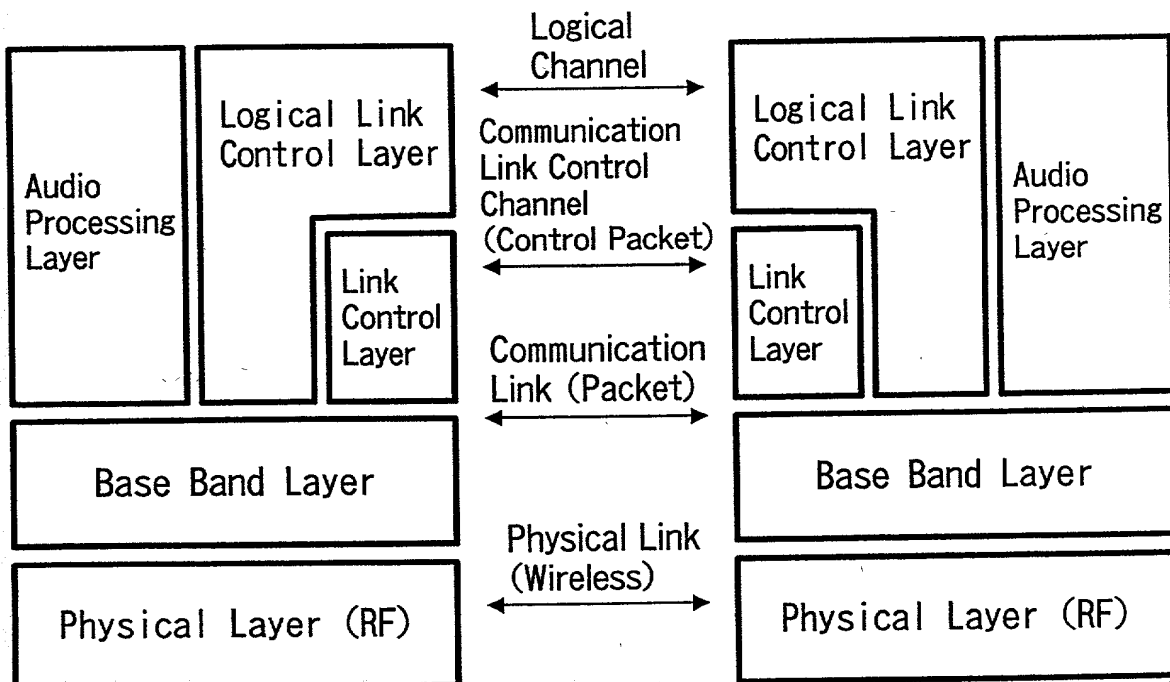 Audio
Processing
Layer
Logical Link
Control Layer
Link
Control
Layer
Base Band Layer
Physical Layer (RF)
Logical
Channel
Communication
Link Control
Channel
(Control Packet)
Communication
Link (Packet)
Physical Link
(Wireless)
Logical Link
Control Layer
Link
Control
Layer
Audio
Processing
Layer
Base Band Layer
Physical Layer (RF)